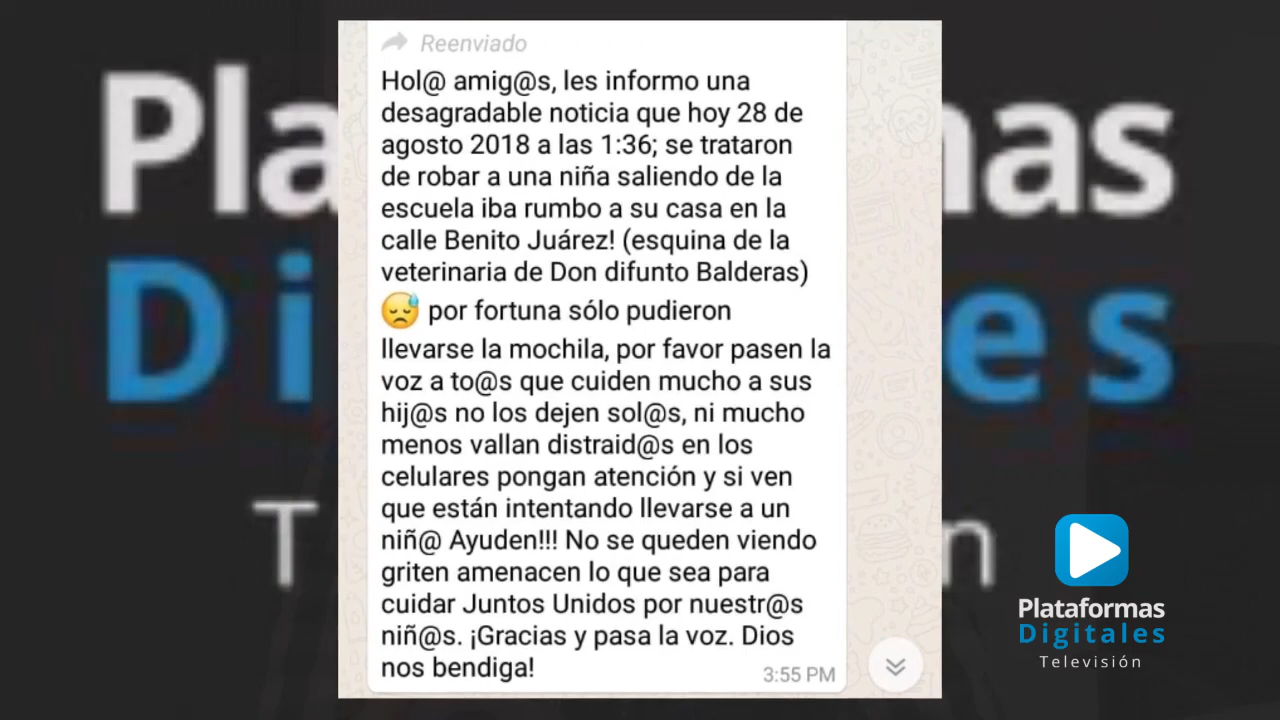 Reenviado
Hol@ amig@s, les informo una
desagradable noticia que hoy 28 de
agosto 2018 a las 1:36; se trataron
de robar a una niña saliendo de la
escuela iba rumbo a su casa en la
calle Benito Juárez! (esquina de la
veterinaria de Don difunto Balderas)
😓 por fortuna sólo pudieron
llevarse la mochila, por favor pasen la
voz a to@s que cuiden mucho a sus
hij@s no los dejen sol@s, ni mucho
menos vallan distraid@s en los
celulares pongan atención y si ven
que están intentando llevarse a un
niñ@ Ayuden!!! No se queden viendo
griten amenacen lo que sea para
cuidar Juntos Unidos por nuestr@s
niñ@s. ¡Gracias y pasa la voz. Dios
nos bendiga!
3:55 PM
Pla mas
Di es
T n
Plataformas
Digitales
Televisión